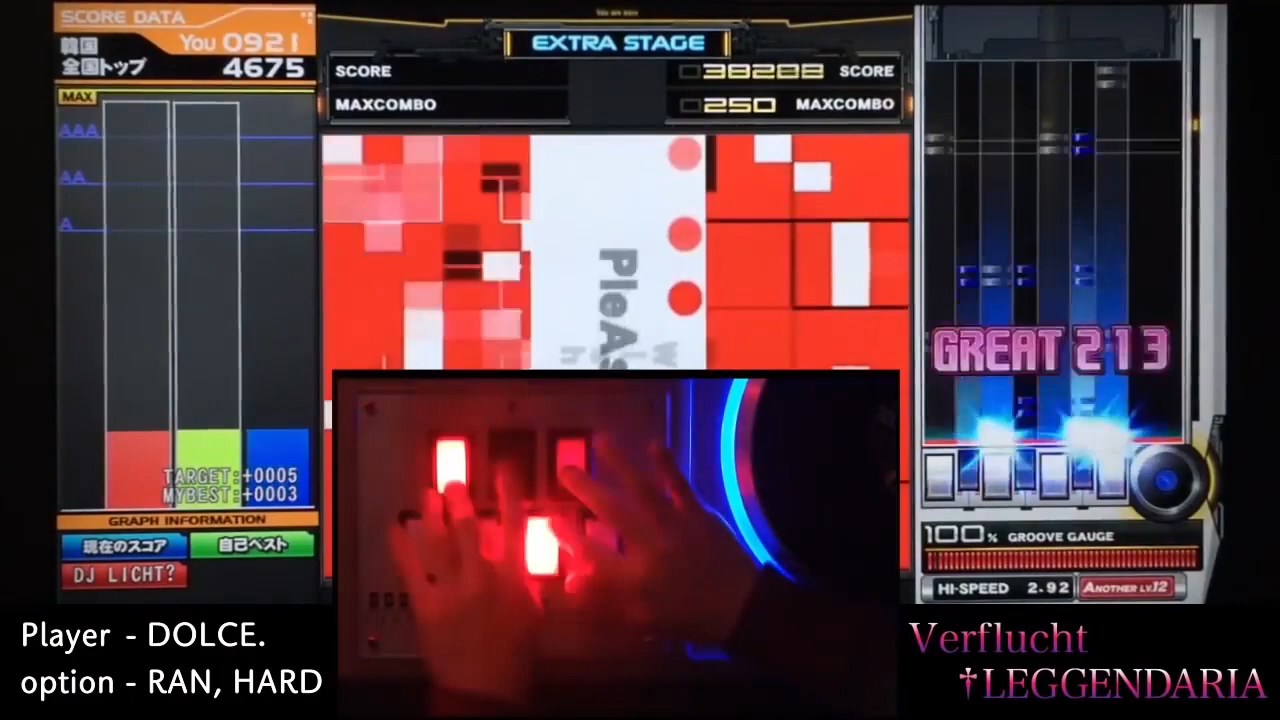 SCORE DATA
韓国
You 0921
全国トップ 4675
MAX
AAA
AA
A
TARGET:+0005
MYBEST:+0003
GRAPH INFORMATION
現在のスコア
自己ベスト
DJ LICHT?
EXTRA STAGE
SCORE
038208 SCORE
MAXCOMBO
0250 MAXCOMBO
PleAs
GREAT 213
100% GROOVE GAUGE
HI-SPEED 2.92
ANOTHER LV.12
Player - DOLCE.
option - RAN, HARD
Verflucht
†LEGGENDARIA